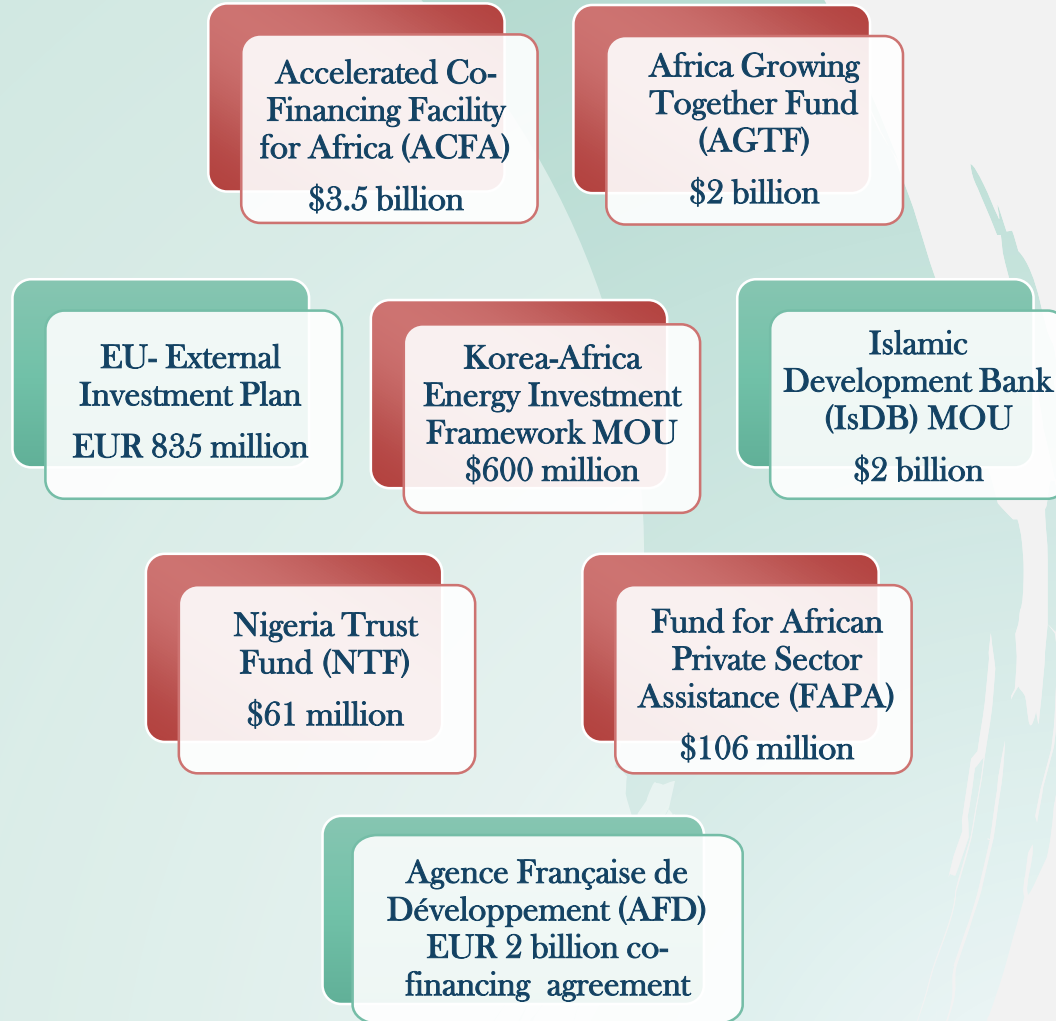 Accelerated Co-
Financing Facility
for Africa (ACFA)
$3.5 billion
Africa Growing
Together Fund
(AGTF)
$2 billion
EU- External
Investment Plan
EUR 835 million
Korea-Africa
Energy Investment
Framework MOU
$600 million
Islamic
Development Bank
(IsDB) MOU
$2 billion
Nigeria Trust
Fund (NTF)
$61 million
Fund for African
Private Sector
Assistance (FAPA)
$106 million
Agence Française de
Développement (AFD)
EUR 2 billion co-
financing  agreement